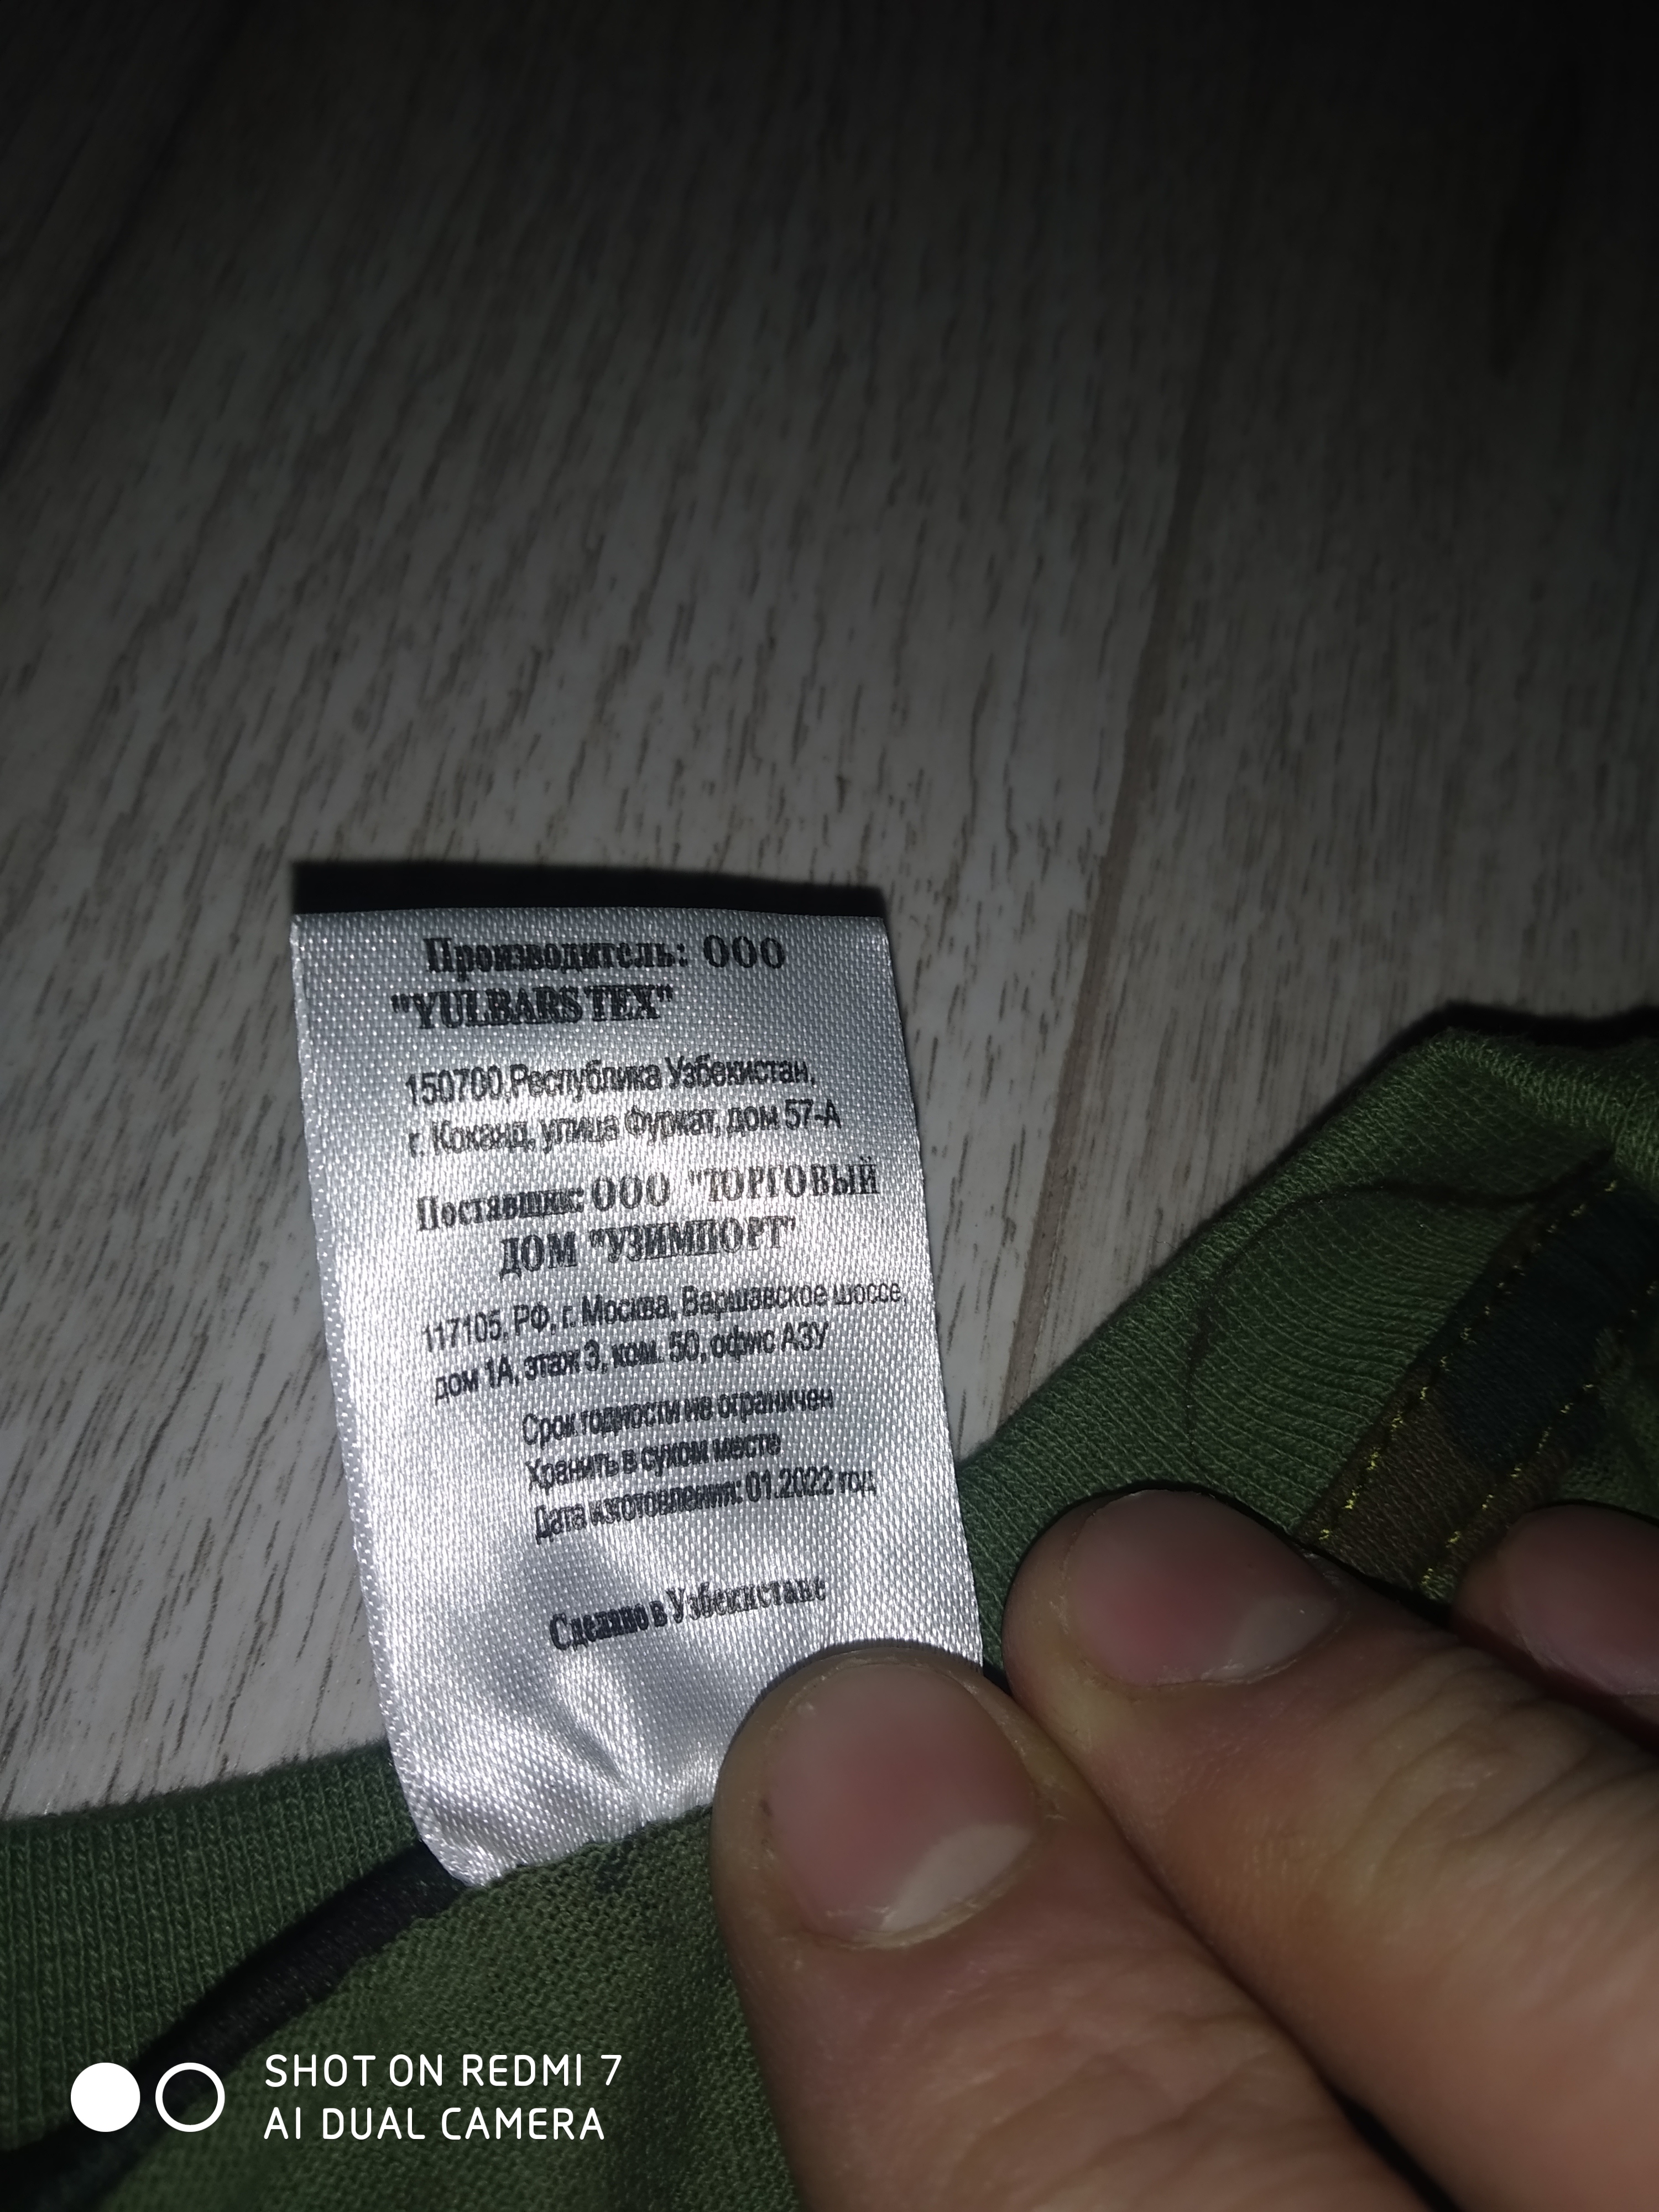 Производитель: ООО
"YULBARS TEX"
150700,Республика Узбекистан,
г. Коканд, улица Фуркат, дом 57-А
Поставщик: ООО "ТОРГОВЫЙ
ДОМ "УЗИМПОРТ"
117105, РФ, г. Москва, Варшавское шоссе,
дом 1А, этаж 3, ком. 50, офис АЗУ
Срок годности не ограничен
Хранить в сухом месте
Дата изготовления: 01.2022 год
Сделано в Узбекистане
SHOT ON REDMI 7
AI DUAL CAMERA